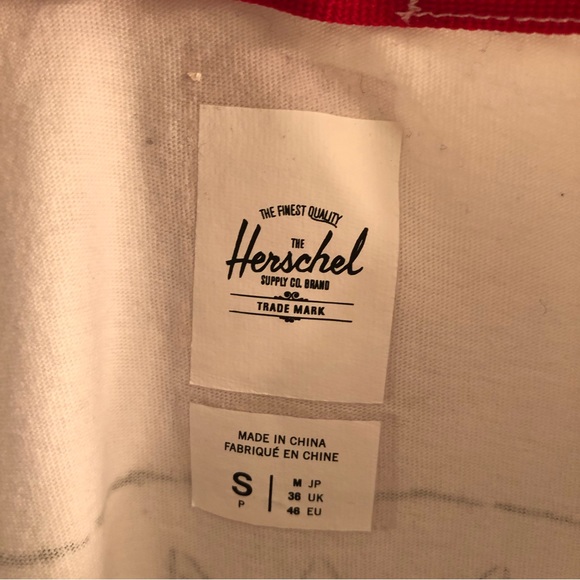 THE FINEST QUALITY
THE
Herschel
SUPPLY CO. BRAND
TRADE MARK
MADE IN CHINA
FABRIQUÉ EN CHINE
S
P
M JP
36 UK
46 EU